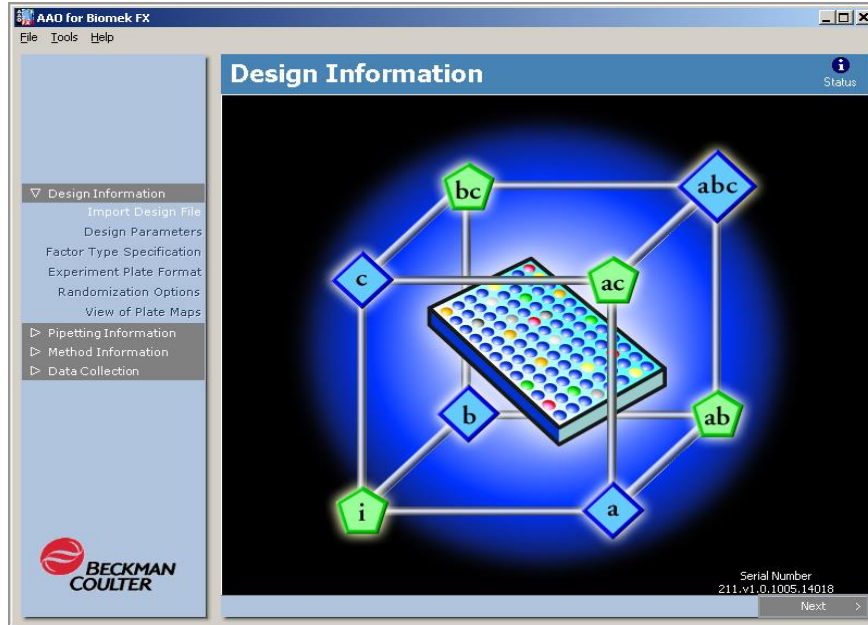 AAO for Biomek FX
File Tools Help
Design Information
Status
Design Information
Import Design File
Design Parameters
Factor Type Specification
Experiment Plate Format
Randomization Options
View of Plate Maps
Pipetting Information
Method Information
Data Collection
bc
abc
c
ac
b
ab
i
a
BECKMAN
COULTER
Serial Number
211.v1.0.1005.14018
Next >